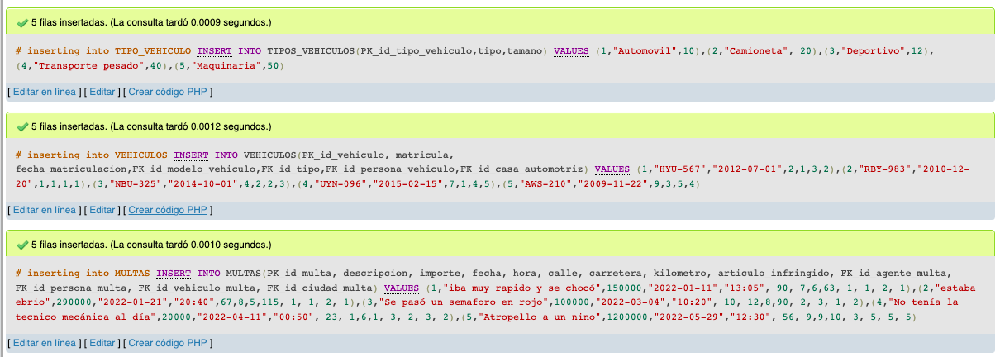 5 filas insertadas. (La consulta tardó 0.0009 segundos.)
# inserting into TIPO_VEHICULO INSERT INTO TIPOS_VEHICULOS(PK_id_tipo_vehiculo,tipo,tamano) VALUES (1,"Automovil",10),(2,"Camioneta", 20),(3,"Deportivo",12),
(4,"Transporte pesado",40),(5,"Maquinaria",50)
[ Editar en línea ] [ Editar ] [ Crear código PHP ]
5 filas insertadas. (La consulta tardó 0.0012 segundos.)
# inserting into VEHICULOS INSERT INTO VEHICULOS(PK_id_vehiculo, matricula,
fecha_matriculacion,FK_id_modelo_vehiculo,FK_id_tipo,FK_id_persona_vehiculo,FK_id_casa_automotriz) VALUES (1,"HYU-567","2012-07-01",2,1,3,2),(2,"RBY-983","2010-12-
20",1,1,1,1),(3,"NBU-325","2014-10-01",4,2,2,3),(4,"UYN-096","2015-02-15",7,1,4,5),(5,"AWS-210","2009-11-22",9,3,5,4)
[ Editar en línea ] [ Editar ] [ Crear código PHP ]
5 filas insertadas. (La consulta tardó 0.0010 segundos.)
# inserting into MULTAS INSERT INTO MULTAS(PK_id_multa, descripcion, importe, fecha, hora, calle, carretera, kilometro, articulo_infringido, FK_id_agente_multa,
FK_id_persona_multa, FK_id_vehiculo_multa, FK_id_ciudad_multa) VALUES (1,"iba muy rapido y se chocó",150000,"2022-01-11","13:05", 90, 7,6,63, 1, 1, 2, 1),(2,"estaba
ebrio",290000,"2022-01-21","20:40",67,8,5,115, 1, 1, 2, 1),(3,"Se pasó un semaforo en rojo",100000,"2022-03-04","10:20", 10, 12,8,90, 2, 3, 1, 2),(4,"No tenía la
tecnico mecánica al día",20000,"2022-04-11","00:50", 23, 1,6,1, 3, 2, 3, 2),(5,"Atropello a un nino",1200000,"2022-05-29","12:30", 56, 9,9,10, 3, 5, 5, 5)
[ Editar en línea ] [ Editar ] [ Crear código PHP ]